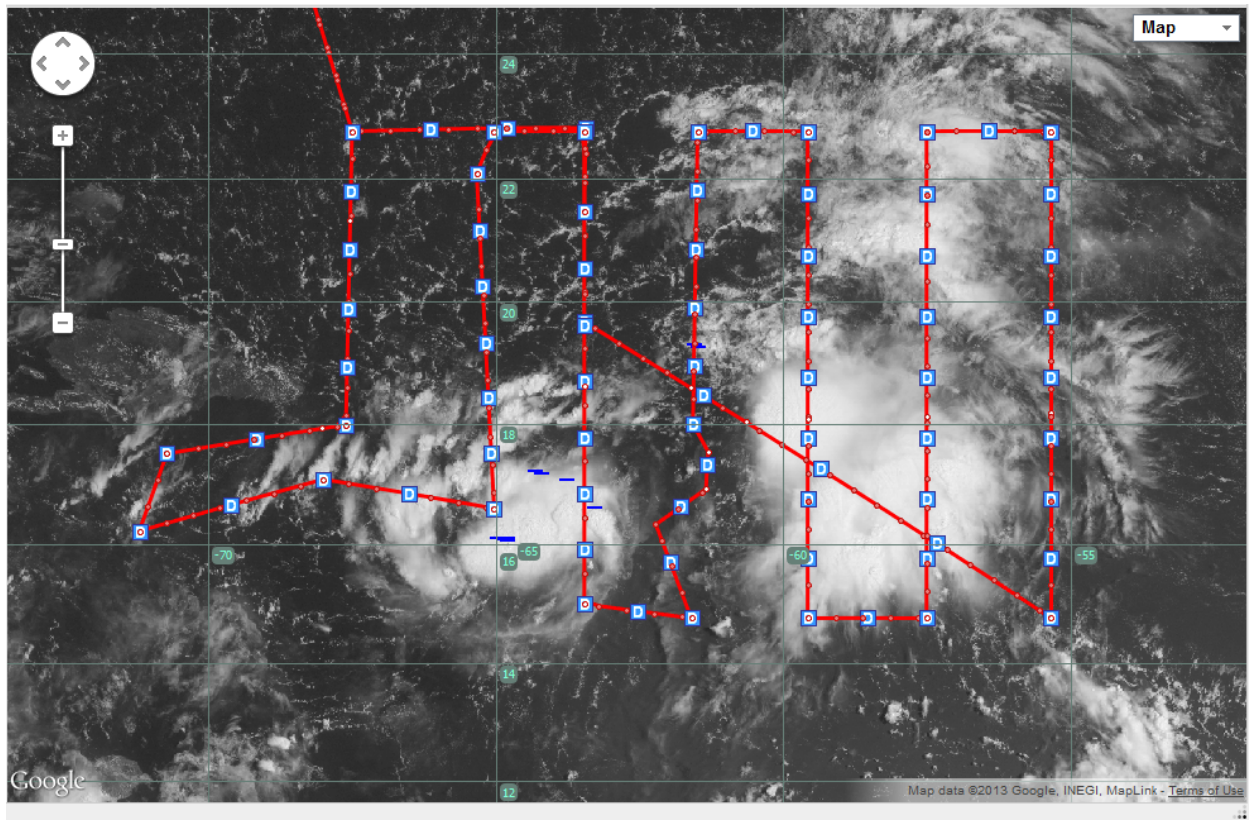 Map
24
D D D D D
D D D D D
D D D D D
22
D D D D D
D D D D D
20
D D D D D
D D D D D
18
D D D D D
D D D D D
D D D D D
-70 -65 -60 -55
16
D D D D D
D D
14
Google
Map data ©2013 Google, INEGI, MapLink - Terms of Use
12